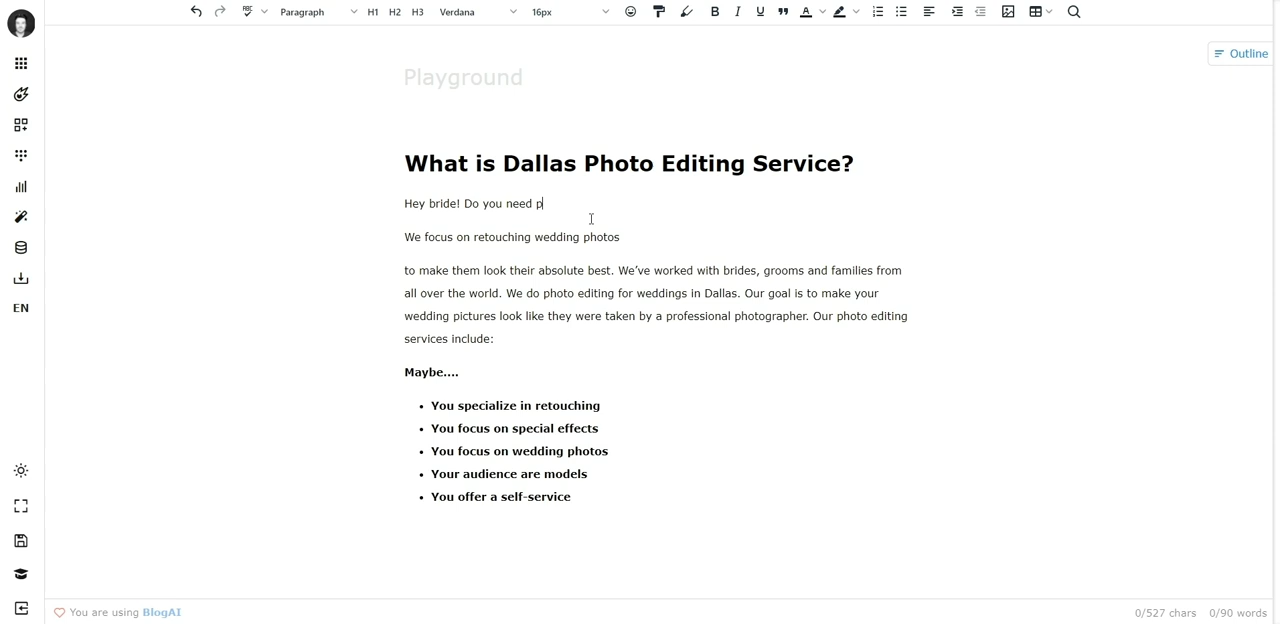 Paragraph H1 H2 H3 Verdana 16px B I U A
Outline
Playground
What is Dallas Photo Editing Service?
Hey bride! Do you need p
We focus on retouching wedding photos
to make them look their absolute best. We’ve worked with brides, grooms and families from
all over the world. We do photo editing for weddings in Dallas. Our goal is to make your
wedding pictures look like they were taken by a professional photographer. Our photo editing
services include:
Maybe....
• You specialize in retouching
• You focus on special effects
• You focus on wedding photos
• Your audience are models
• You offer a self-service
EN
You are using BlogAI
0/527 chars 0/90 words